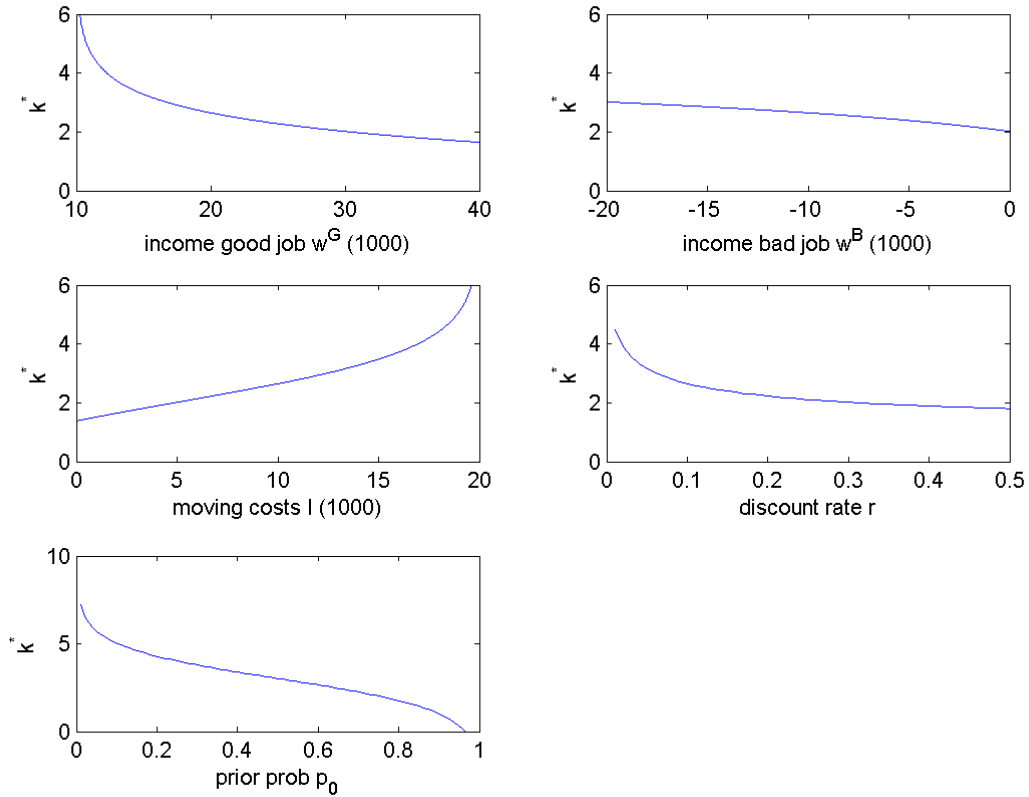 6
4
2
0
k*
10 20 30 40
income good job w^G (1000)
6
4
2
0
k*
-20 -15 -10 -5 0
income bad job w^B (1000)
6
4
2
0
k*
0 5 10 15 20
moving costs I (1000)
6
4
2
0
k*
0 0.1 0.2 0.3 0.4 0.5
discount rate r
10
5
0
k*
0 0.2 0.4 0.6 0.8 1
prior prob p_0